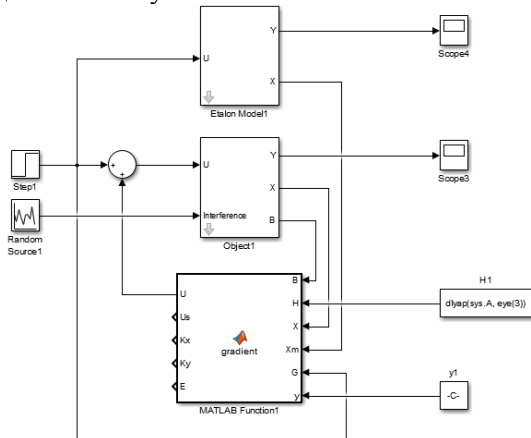 Y
U
X
Scope4
Etalon Model1
Step1
+
+
U
Y
X
B
Interference
Scope3
Random
Source1
Object1
H1
dlyap(sys.A, eye(3))
U
Us
Kx
Ky
E
gradient
B
H
X
Xm
G
y
MATLAB Function1
y1
-C-